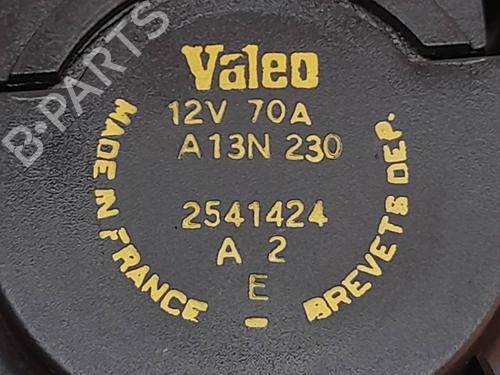 Valeo
12V 70A
A13N 230
2541424
A 2
E
-
MADE IN FRANCE
BREVETS DEP.
B-PARTS